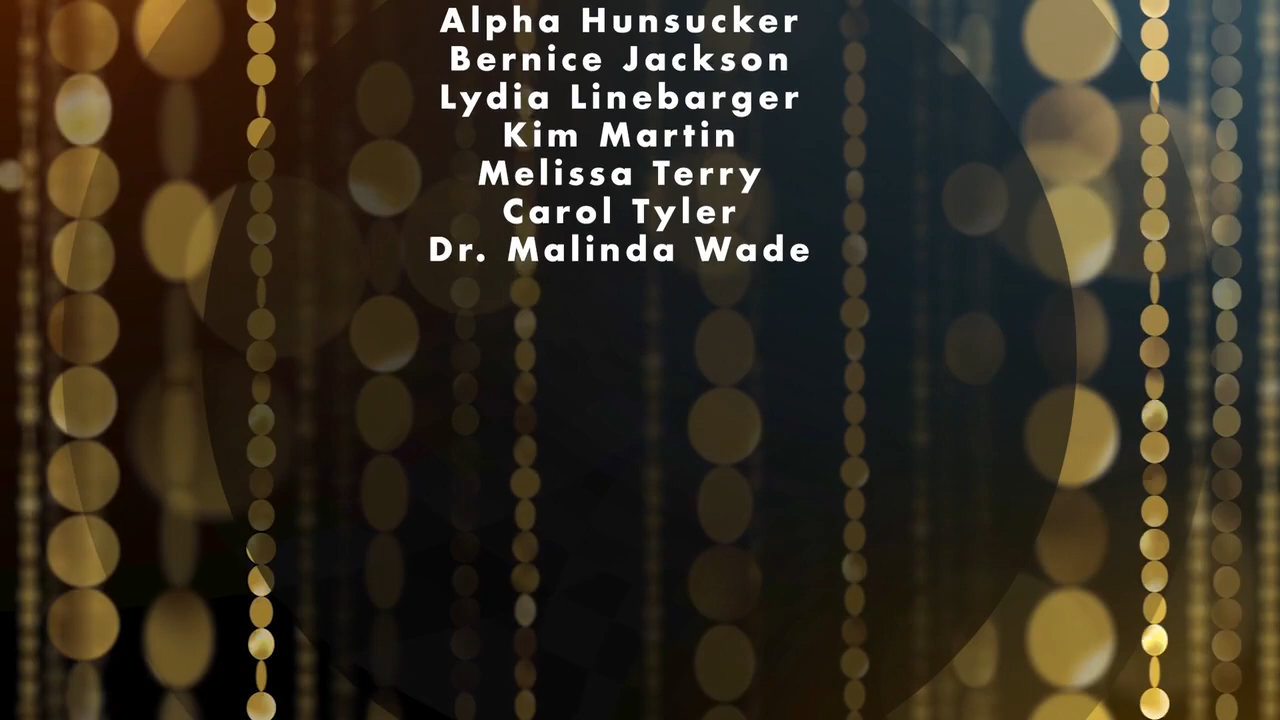 Alpha Hunsucker
Bernice Jackson
Lydia Linebarger
Kim Martin
Melissa Terry
Carol Tyler
Dr. Malinda Wade